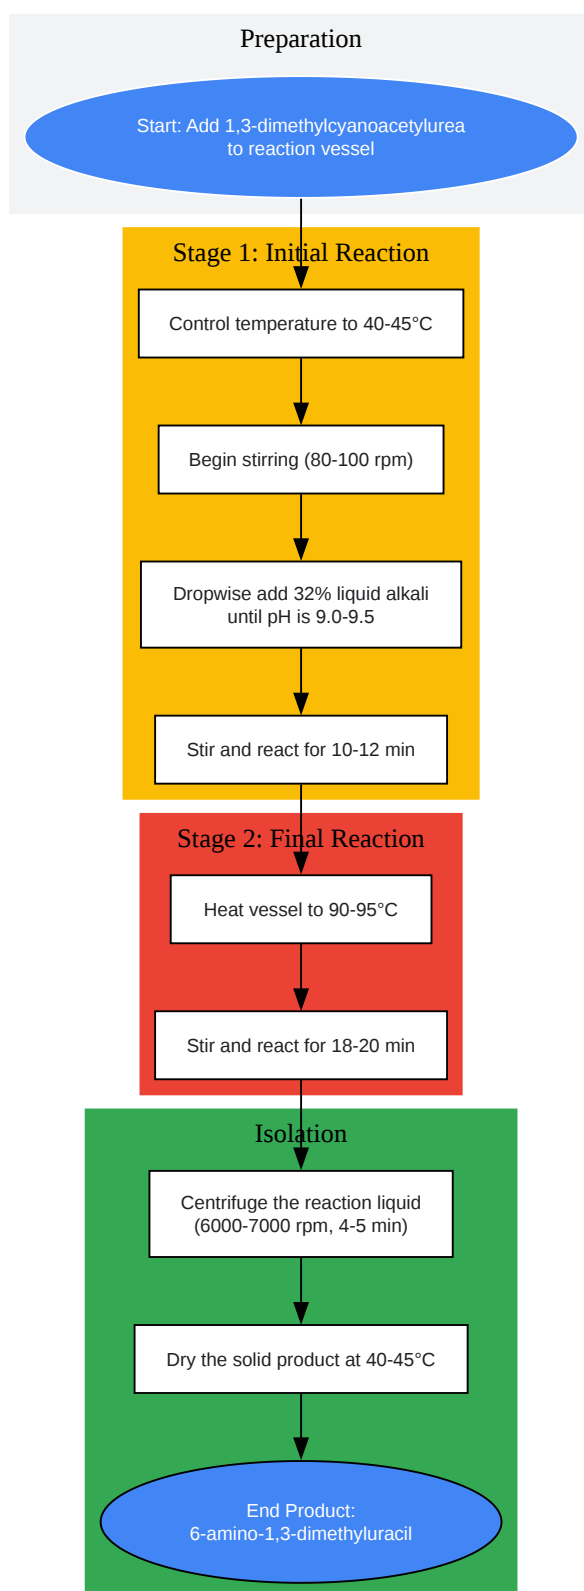 Preparation
Start: Add 1,3-dimethylcyanoacetylurea
to reaction vessel
Stage 1: Initial Reaction
Control temperature to 40-45°C
Begin stirring (80-100 rpm)
Dropwise add 32% liquid alkali
until pH is 9.0-9.5
Stir and react for 10-12 min
Stage 2: Final Reaction
Heat vessel to 90-95°C
Stir and react for 18-20 min
Isolation
Centrifuge the reaction liquid
(6000-7000 rpm, 4-5 min)
Dry the solid product at 40-45°C
End Product:
6-amino-1,3-dimethyluracil